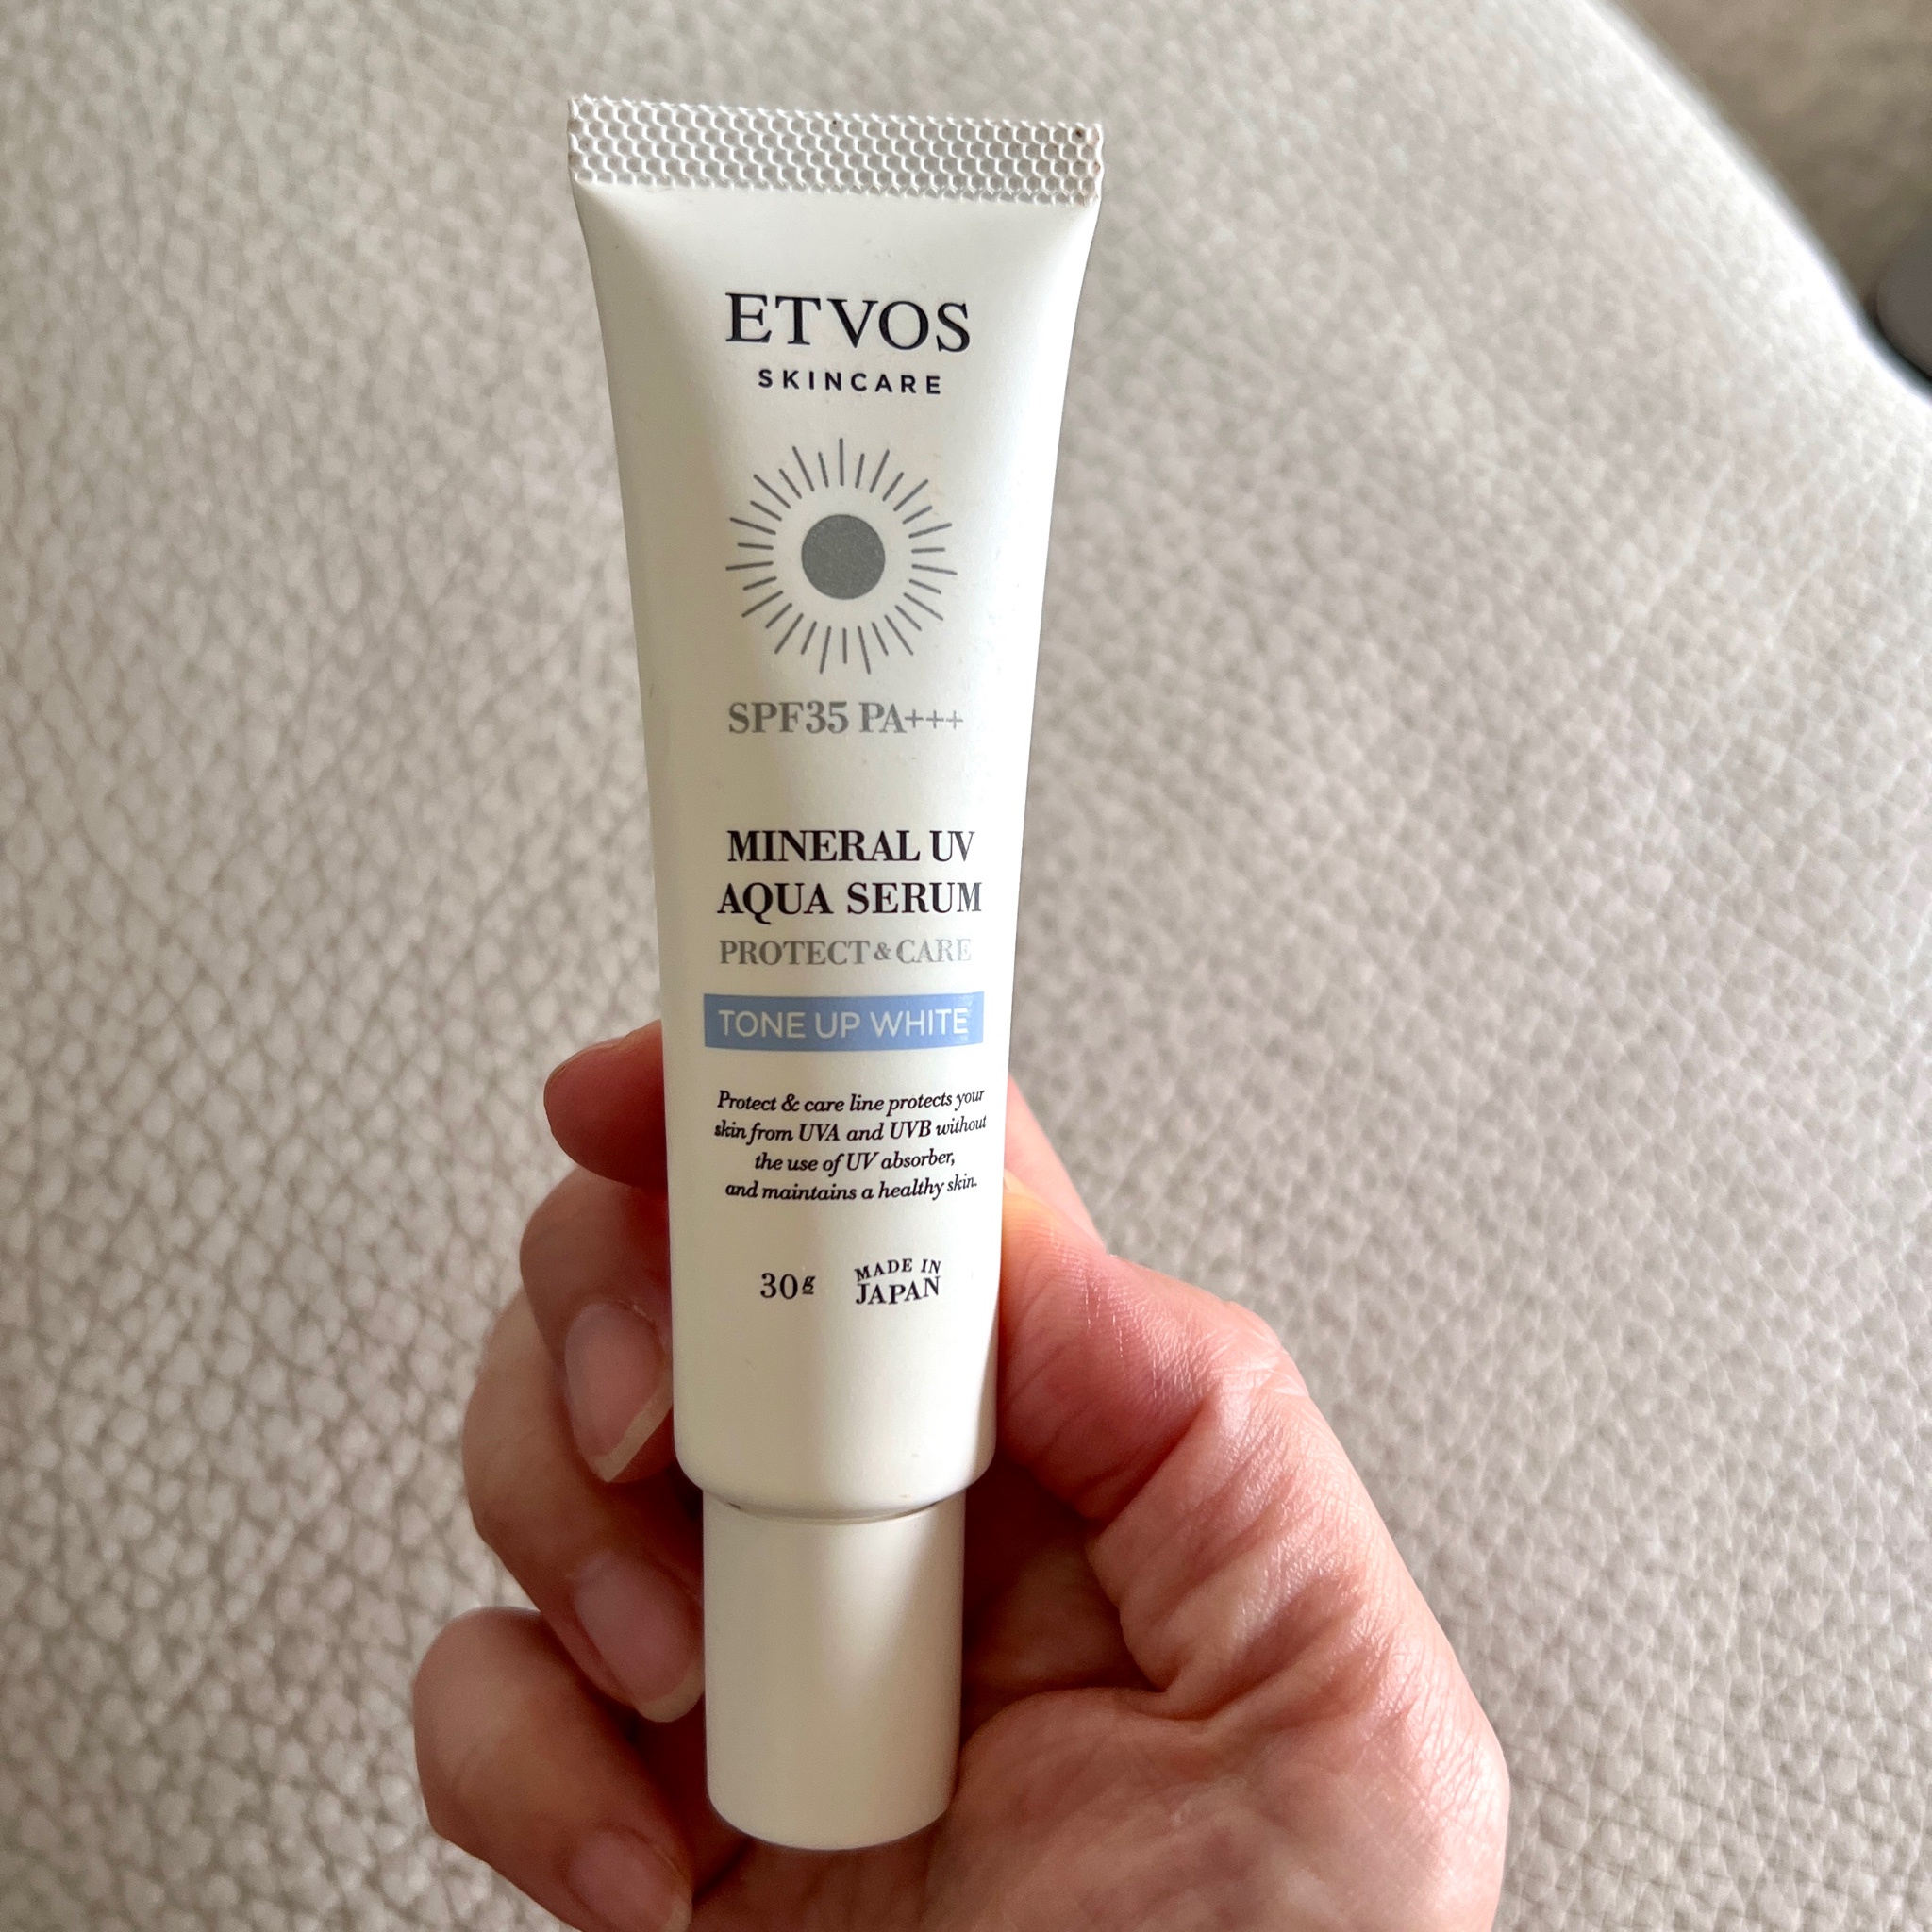 ETVOS
SKINCARE
SPF35 PA+++
MINERAL UV
AQUA SERUM
PROTECT&CARE
TONE UP WHITE
Protect & care line protects your
skin from UVA and UVB without
the use of UV absorber,
and maintains a healthy skin.
30g
MADE IN
JAPAN